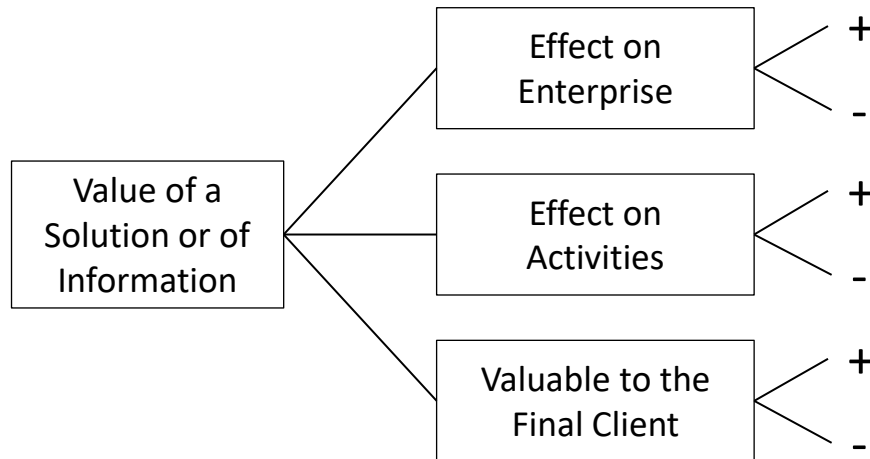 Effect on
Enterprise
+
-
Value of a
Solution or of
Information
Effect on
Activities
+
-
Valuable to the
Final Client
+
-